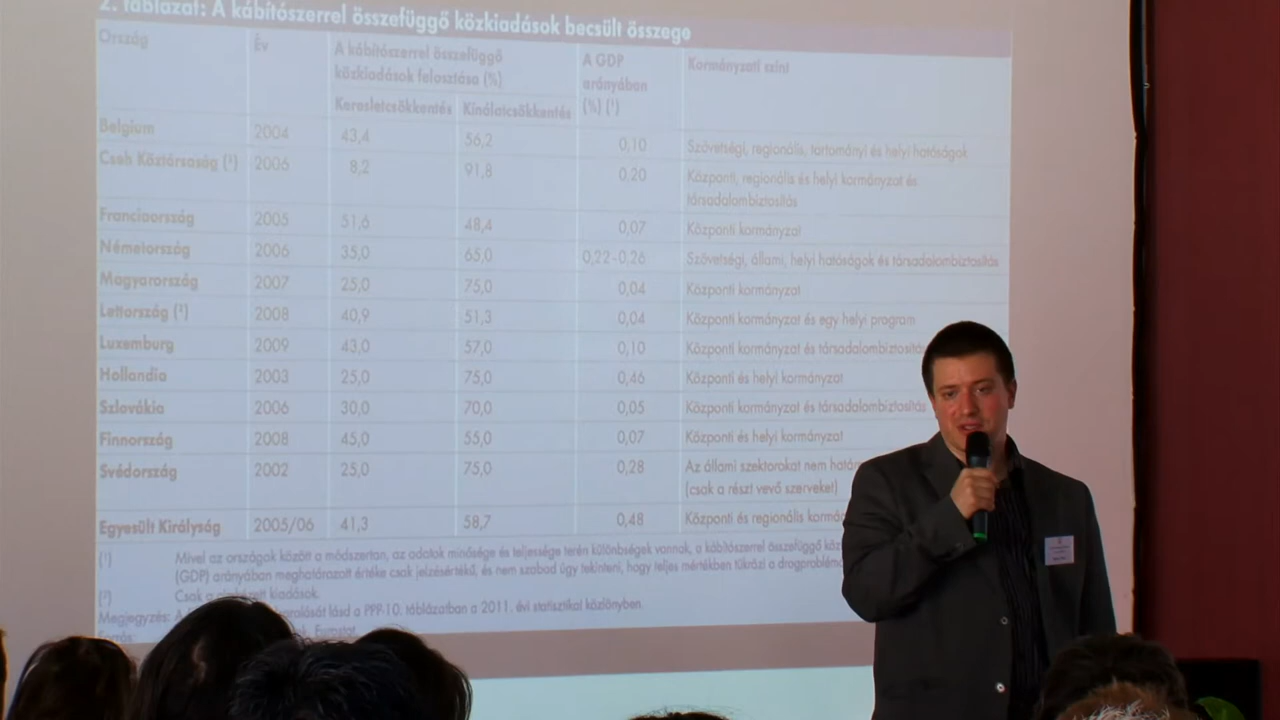 2. táblázat: A kábítószerrel összefüggő közkiadások becsült összege
Ország Év A kábítószerrel összefüggő közkiadások felosztása (%) A GDP arányában (%) (¹) Kormányzati szint
Keresletcsökkentés Kínálatcsökkentés
Belgium 2004 43,4 56,2 0,10 Szövetségi, regionális, tartományi és helyi hatóságok
Cseh Köztársaság (²) 2006 8,2 91,8 0,20 Központi, regionális és helyi kormányzat és
társadalombiztosítás
Franciaország 2005 51,6 48,4 0,07 Központi kormányzat
Németország 2006 35,0 65,0 0,22-0,26 Szövetségi, állami, helyi hatóságok és társadalombiztosítás
Magyarország 2007 25,0 75,0 0,04 Központi kormányzat
Lettország (²) 2008 40,9 51,3 0,04 Központi kormányzat és egy helyi program
Luxemburg 2009 43,0 57,0 0,10 Központi kormányzat és társadalombiztosítás
Hollandia 2003 25,0 75,0 0,46 Központi és helyi kormányzat
Szlovákia 2006 30,0 70,0 0,05 Központi kormányzat és társadalombiztosítás
Finnország 2008 45,0 55,0 0,07 Központi és helyi kormányzat
Svédország 2002 25,0 75,0 0,28 Az állami szektorokat nem
(csak a részt vevő szerveket)
Egyesült Királyság 2005/06 41,3 58,7 0,48 Központi és regionális
(¹) Mivel az országok között a módszertan, az adatok minősége és teljessége terén különbségek vannak, a kábítószerrel összefüggő
(GDP) arányában meghatározott értéke csak jelzésértékű, és nem szabad úgy tekinteni, hogy teljes mértékben tükrözi a
(²) Csak a kiadások.
Megjegyzés: A lásd a PPP-10. táblázatban a 2011. évi statisztikai közlönyben.
Forrás: Eurostat